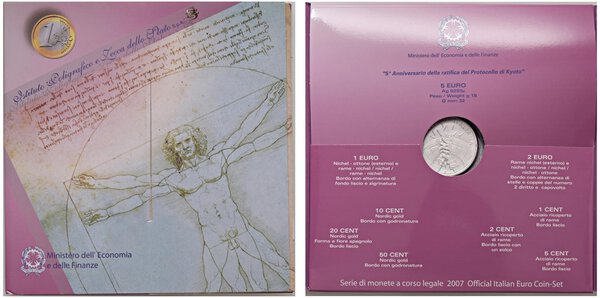 Istituto Poligrafico e Zecca dello Stato S.p.A.
Ministero dell' Economia
e delle Finanze
Ministero dell'Economia e delle Finanze
"5° Anniversario della ratifica del Protocollo di Kyoto"
5 EURO
Ag 925‰
Peso / Weight g 18
Ø mm 32
1 EURO
Nichel - ottone (esterno) e
rame - nichel / nichel /
rame - nichel
Bordo con alternanza di
fondo liscio e zigrinatura
2 EURO
Rame nichel (esterno) e
nichel - ottone / nichel /
nichel - ottone
Bordo con alternanza di
stelle e coppie del numero
2 diritto e capovolto
10 CENT
Nordic gold
Bordo con godronatura
1 CENT
Acciaio ricoperto
di rame
Bordo liscio
20 CENT
Nordic gold
Forma a fiore spagnolo
Bordo liscio
2 CENT
Acciaio ricoperto
di rame
Bordo liscio con
un solco
50 CENT
Nordic gold
Bordo con godronatura
5 CENT
Acciaio ricoperto
di rame
Bordo liscio
Serie di monete a corso legale 2007 Official Italian Euro Coin-Set